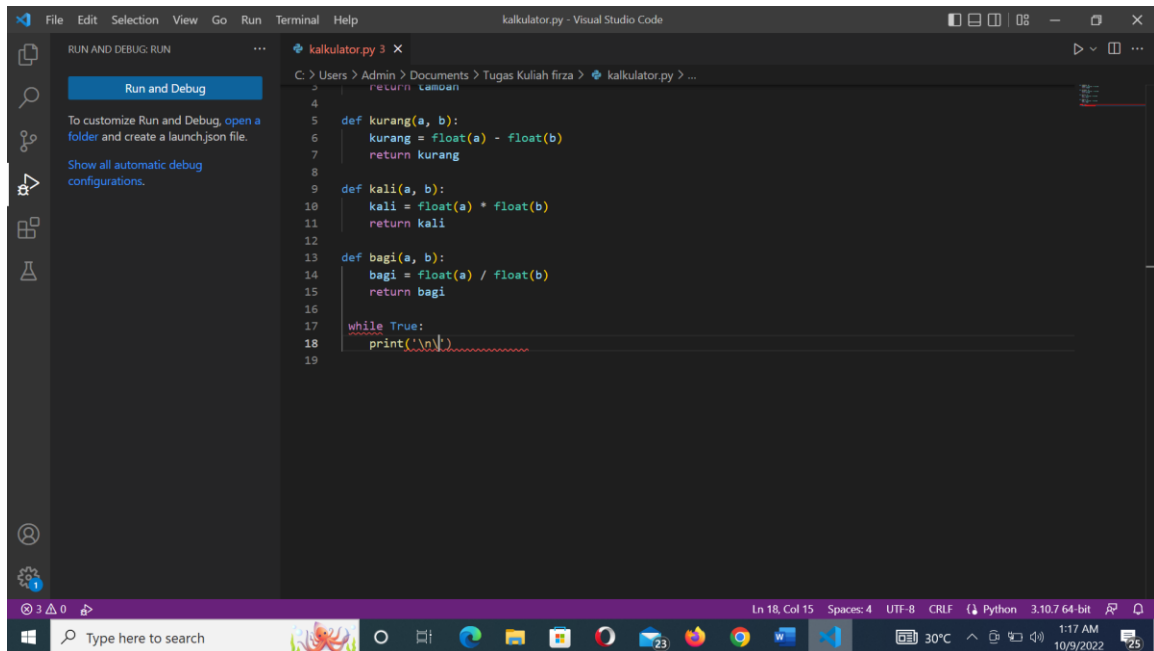 File Edit Selection View Go Run Terminal Help kalkulator.py - Visual Studio Code
RUN AND DEBUG: RUN ···
kalkulator.py 3 ×
C: > Users > Admin > Documents > Tugas Kuliah firza > kalkulator.py > ...
Run and Debug
To customize Run and Debug, open a
folder and create a launch.json file.
Show all automatic debug
configurations.
3 return tambah
4
5 def kurang(a, b):
6 kurang = float(a) - float(b)
7 return kurang
8
9 def kali(a, b):
10 kali = float(a) * float(b)
11 return kali
12
13 def bagi(a, b):
14 bagi = float(a) / float(b)
15 return bagi
16
17 while True:
18 print('\n\')
19
1
3 0 Ln 18, Col 15 Spaces: 4 UTF-8 CRLF Python 3.10.7 64-bit
Type here to search
23
30°C
1:17 AM
10/9/2022
25